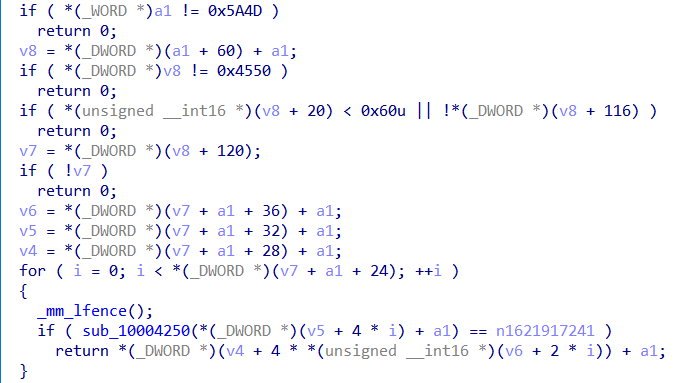 if ( *(_WORD *)a1 != 0x5A4D )
return 0;
v8 = *(_DWORD *)(a1 + 60) + a1;
if ( *(_DWORD *)v8 != 0x4550 )
return 0;
if ( *(unsigned __int16 *)(v8 + 20) < 0x60u || !*(_DWORD *)(v8 + 116) )
return 0;
v7 = *(_DWORD *)(v8 + 120);
if ( !v7 )
return 0;
v6 = *(_DWORD *)(v7 + a1 + 36) + a1;
v5 = *(_DWORD *)(v7 + a1 + 32) + a1;
v4 = *(_DWORD *)(v7 + a1 + 28) + a1;
for ( i = 0; i < *(_DWORD *)(v7 + a1 + 24); ++i )
{
_mm_lfence();
if ( sub_10004250(*(_DWORD *)(v5 + 4 * i) + a1) == n1621917241 )
return *(_DWORD *)(v4 + 4 * *(unsigned __int16 *)(v6 + 2 * i)) + a1;
}